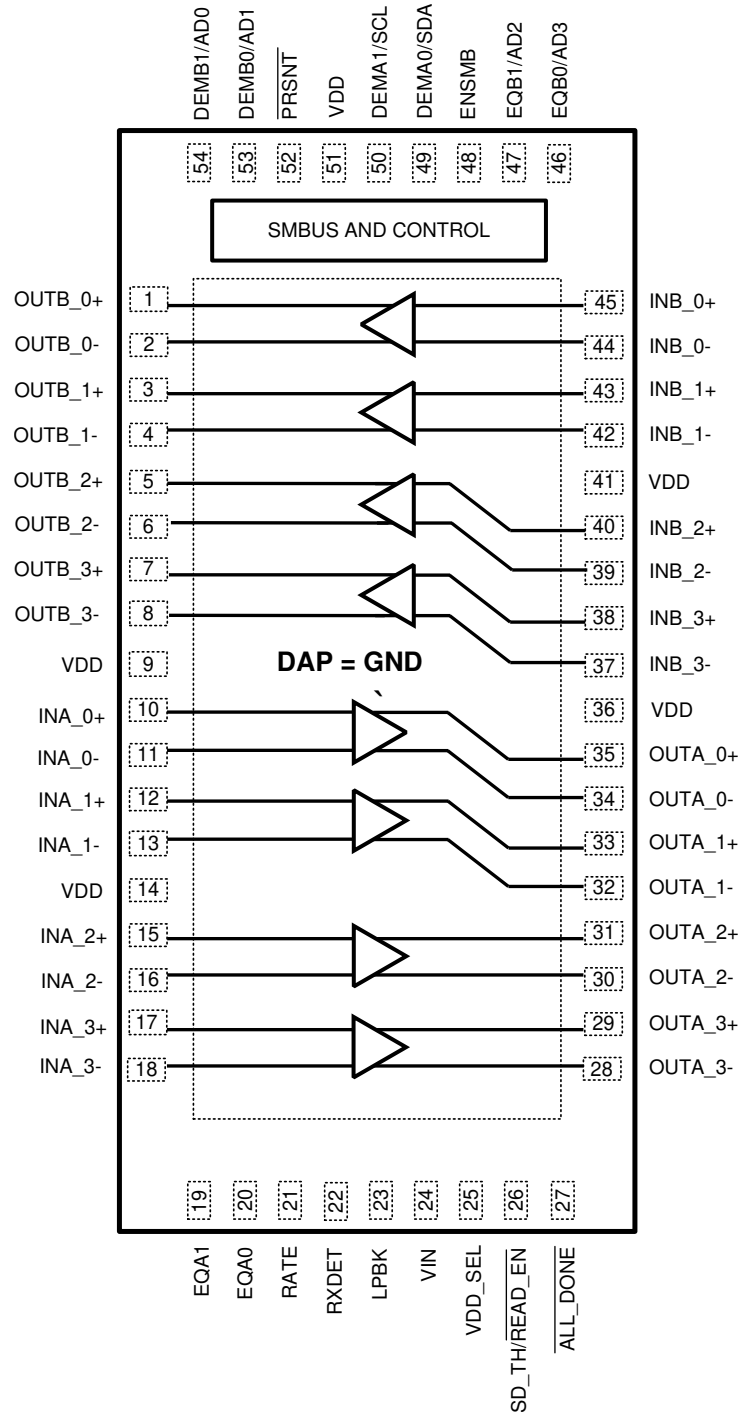 DEMB1/AD0
DEMB0/AD1
PRSNT
VDD
DEMA1/SCL
DEMA0/SDA
ENSMB
EQB1/AD2
EQB0/AD3
54
53
52
51
50
49
48
47
46
SMBUS AND CONTROL
OUTB_0+ 1 45 INB_0+
OUTB_0- 2 44 INB_0-
OUTB_1+ 3 43 INB_1+
OUTB_1- 4 42 INB_1-
OUTB_2+ 5 41 VDD
OUTB_2- 6 40 INB_2+
39 INB_2-
OUTB_3+ 7 38 INB_3+
OUTB_3- 8 37 INB_3-
VDD 9
DAP = GND
`
INA_0+ 10 36 VDD
INA_0- 11 35 OUTA_0+
34 OUTA_0-
INA_1+ 12 33 OUTA_1+
INA_1- 13 32 OUTA_1-
VDD 14
INA_2+ 15 31 OUTA_2+
INA_2- 16 30 OUTA_2-
INA_3+ 17 29 OUTA_3+
INA_3- 18 28 OUTA_3-
19
20
21
22
23
24
25
26
27
EQA1
EQA0
RATE
RXDET
LPBK
VIN
VDD_SEL
SD_TH/READ_EN
ALL_DONE